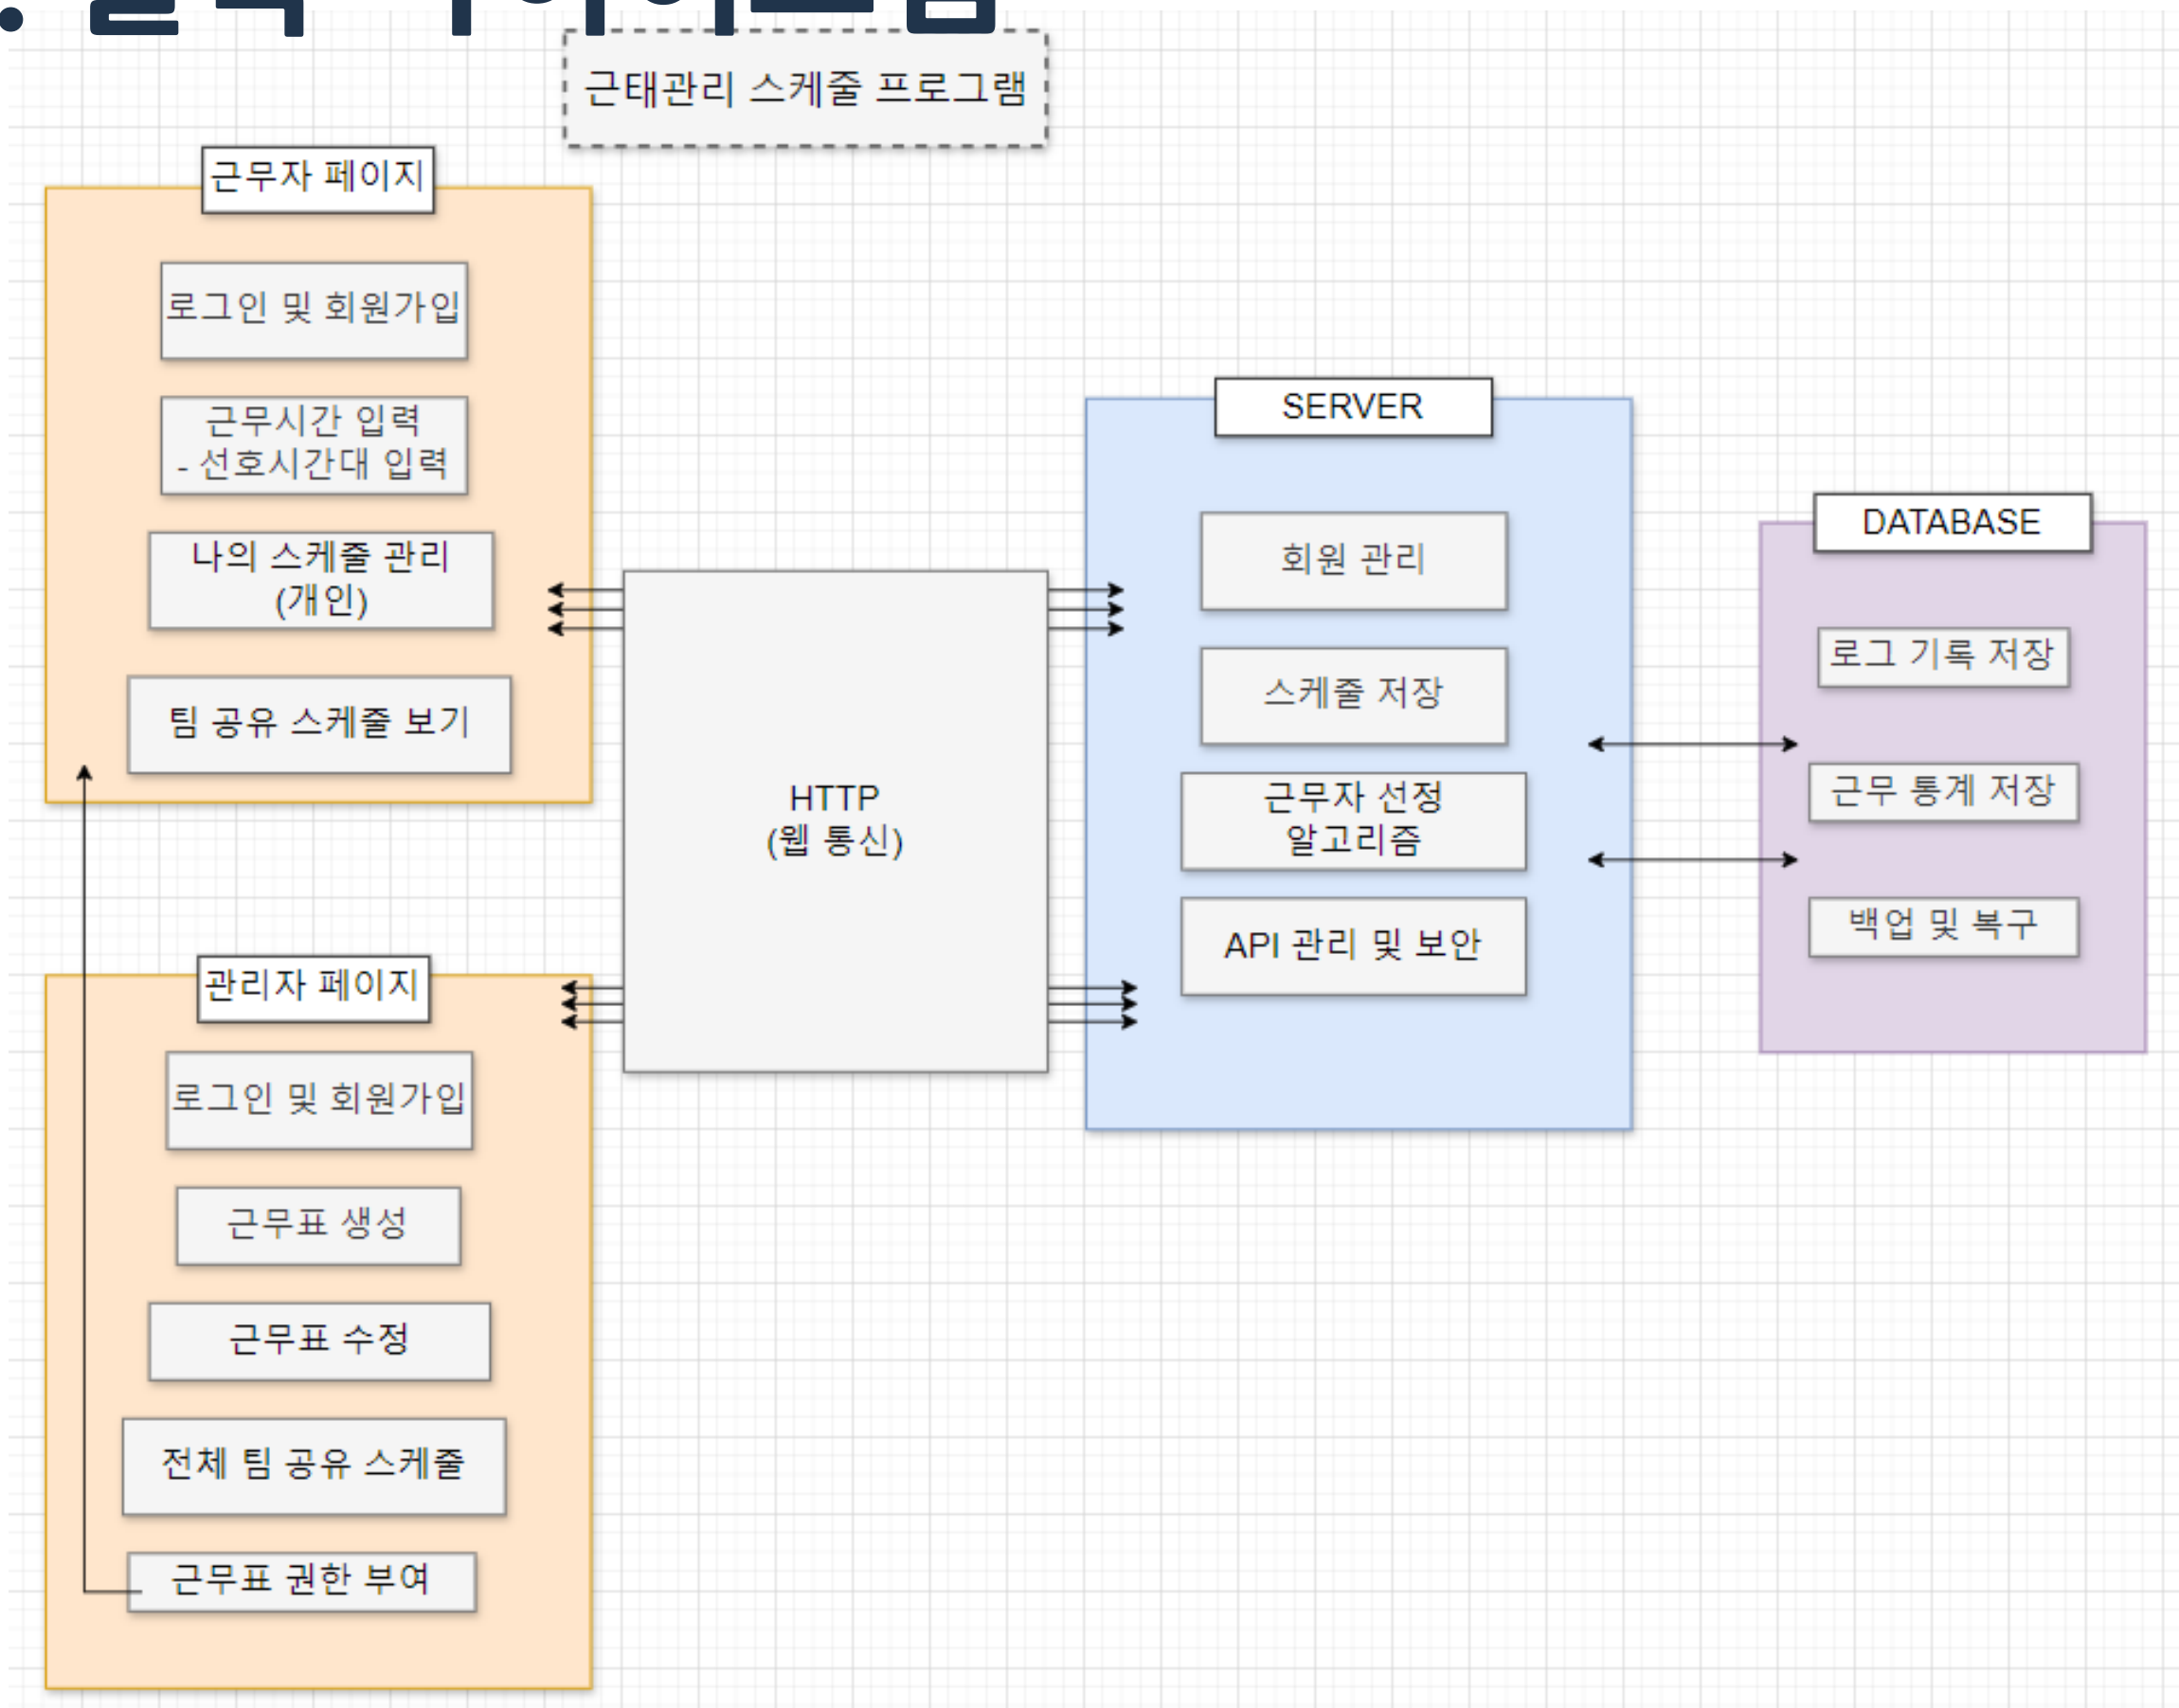 근태관리 스케줄 프로그램
근무자 페이지
로그인 및 회원가입
근무시간 입력
- 선호시간대 입력
나의 스케줄 관리
(개인)
팀 공유 스케줄 보기
관리자 페이지
로그인 및 회원가입
근무표 생성
근무표 수정
전체 팀 공유 스케줄
근무표 권한 부여
HTTP
(웹 통신)
SERVER
회원 관리
스케줄 저장
근무자 선정
알고리즘
API 관리 및 보안
DATABASE
로그 기록 저장
근무 통계 저장
백업 및 복구